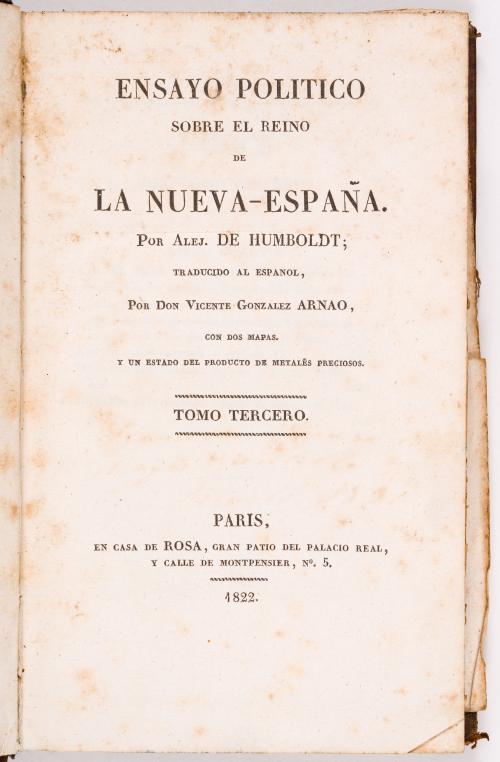 ENSAYO POLITICO
SOBRE EL REINO
DE
LA NUEVA-ESPAÑA.
POR ALEJ. DE HUMBOLDT;
TRADUCIDO AL ESPANOL,
POR DON VICENTE GONZALEZ ARNAO,
CON DOS MAPAS.
Y UN ESTADO DEL PRODUCTO DE METALÊS PRECIOSOS.
TOMO TERCERO.
PARIS,
EN CASA DE ROSA, GRAN PATIO DEL PALACIO REAL,
Y CALLE DE MONTPENSIER, Nº. 5.
1822.